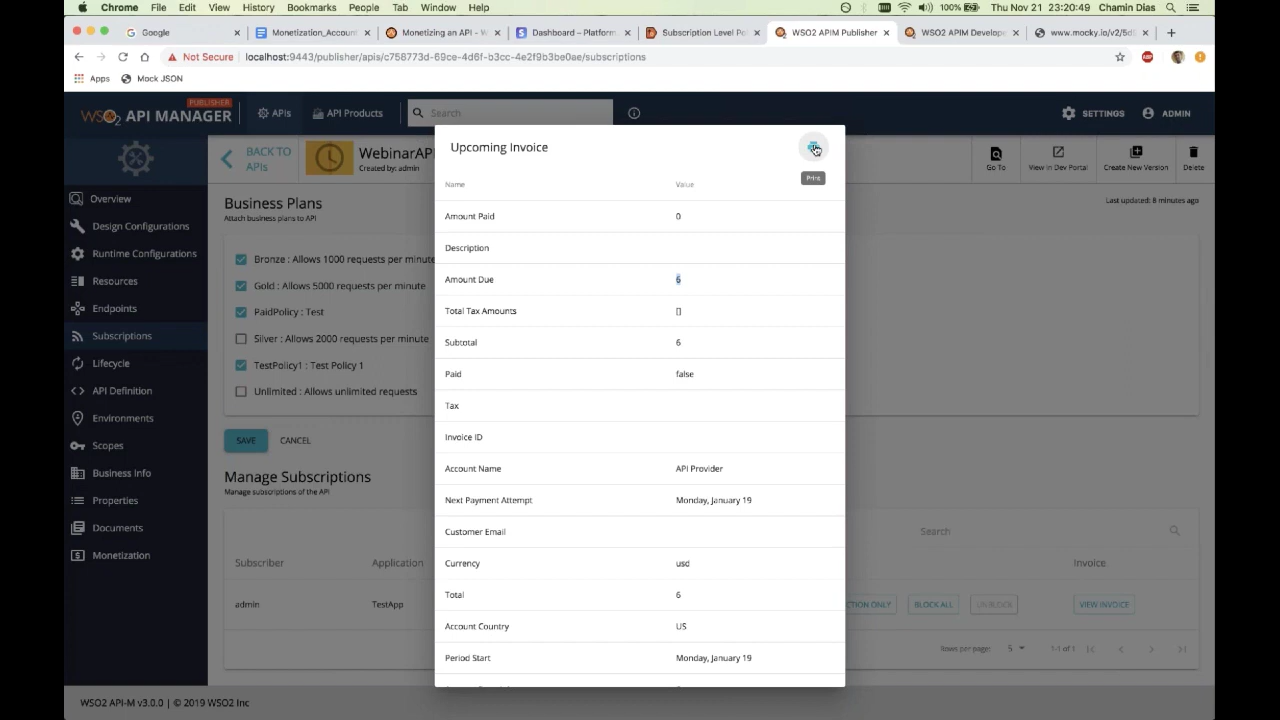 Chrome File Edit View History Bookmarks People Tab Window Help 100% Thu Nov 21 23:20:49 Chamin Dias
Google × Monetization_Account × Monetizing an API - W × Dashboard – Platform × Subscription Level Pol × WSO2 APIM Publisher × WSO2 APIM Develope × www.mocky.io/v2/5d × +
Not Secure localhost:9443/publisher/apis/c758773d-69ce-4d6f-b3cc-4e2f9b3be0ae/subscriptions
Apps Mock JSON
PUBLISHER
WSO2 API MANAGER APIs API Products Search SETTINGS ADMIN
BACK TO APIs
WebinarAPI
Created by: admin
Go To View in Dev Portal Create New Version Delete
Overview
Design Configurations
Runtime Configurations
Resources
Endpoints
Subscriptions
Lifecycle
API Definition
Environments
Scopes
Business Info
Properties
Documents
Monetization
Business Plans
Attach business plans to API
Last updated: 8 minutes ago
Bronze : Allows 1000 requests per minute
Gold : Allows 5000 requests per minute
PaidPolicy : Test
Silver : Allows 2000 requests per minute
TestPolicy1 : Test Policy 1
Unlimited : Allows unlimited requests
SAVE CANCEL
Manage Subscriptions
Manage subscriptions of the API
Search
Subscriber Application Invoice
admin TestApp CTION ONLY BLOCK ALL UNBLOCK VIEW INVOICE
Rows per page: 5 1-1 of 1
Upcoming Invoice
Print
Name Value
Amount Paid 0
Description
Amount Due 6
Total Tax Amounts []
Subtotal 6
Paid false
Tax
Invoice ID
Account Name API Provider
Next Payment Attempt Monday, January 19
Customer Email
Currency usd
Total 6
Account Country US
Period Start Monday, January 19
WSO2 API-M v3.0.0 | © 2019 WSO2 Inc